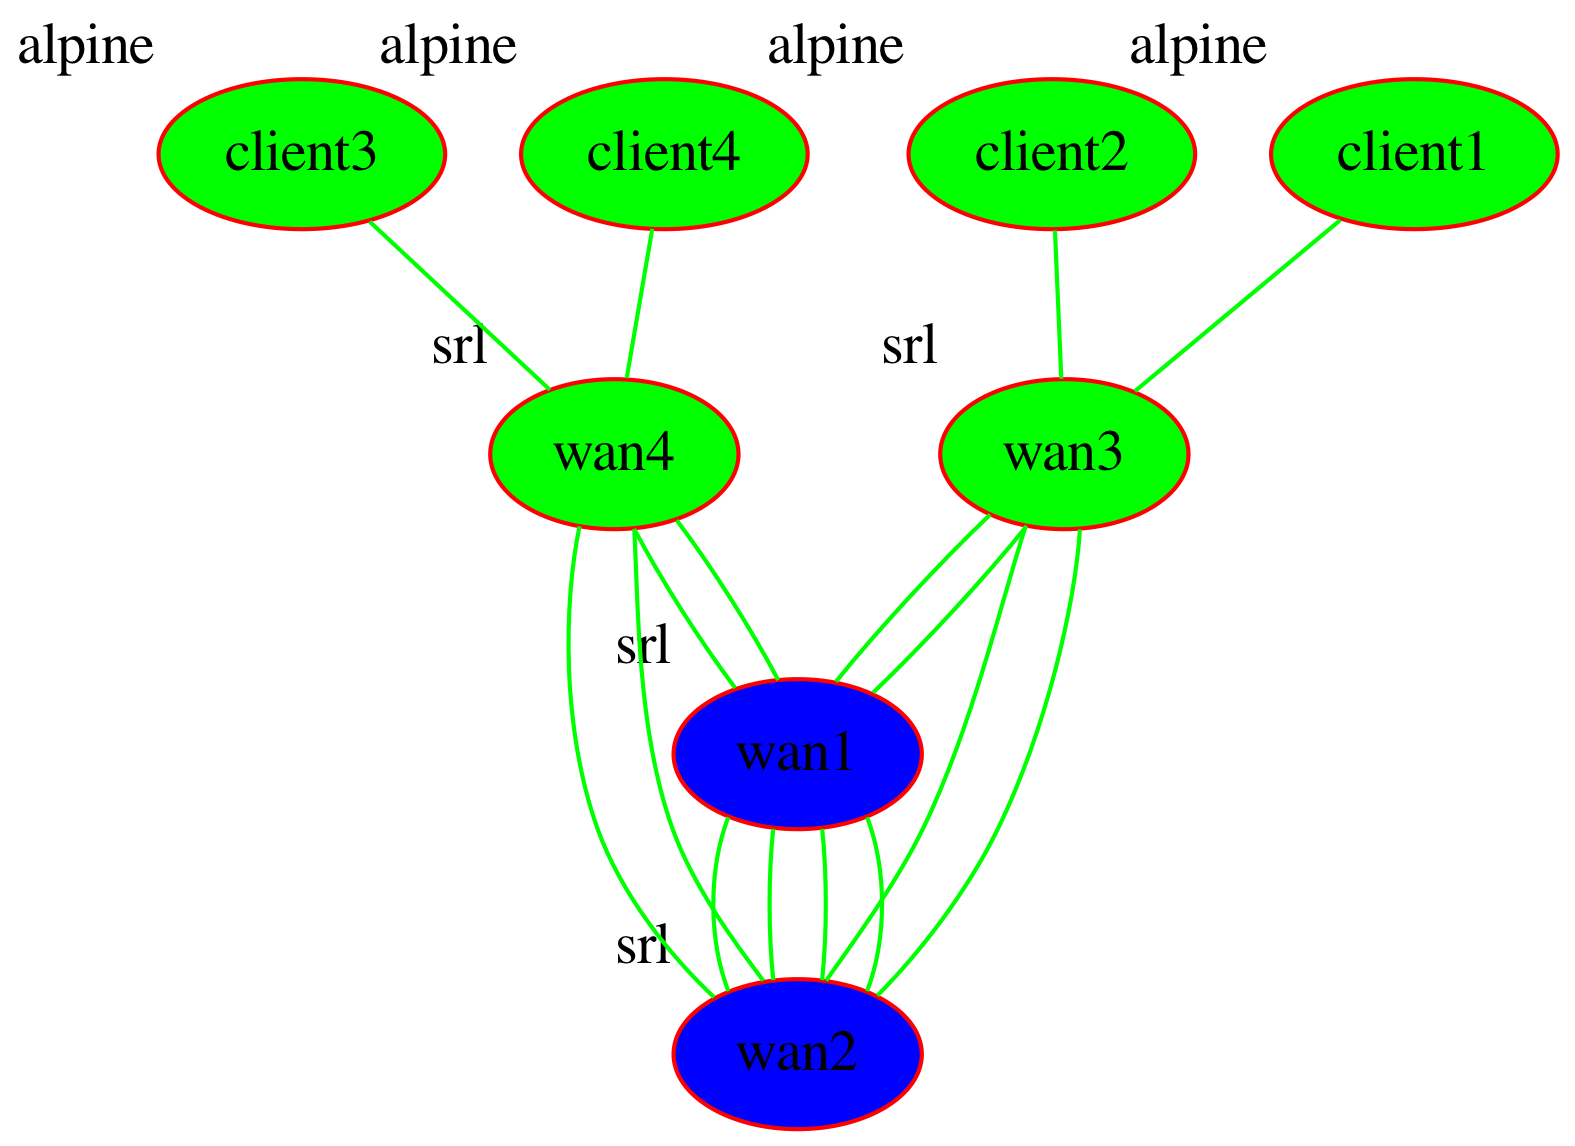 alpine
alpine
alpine
alpine
client3
client4
client2
client1
srl
srl
wan4
wan3
srl
wan1
srl
wan2